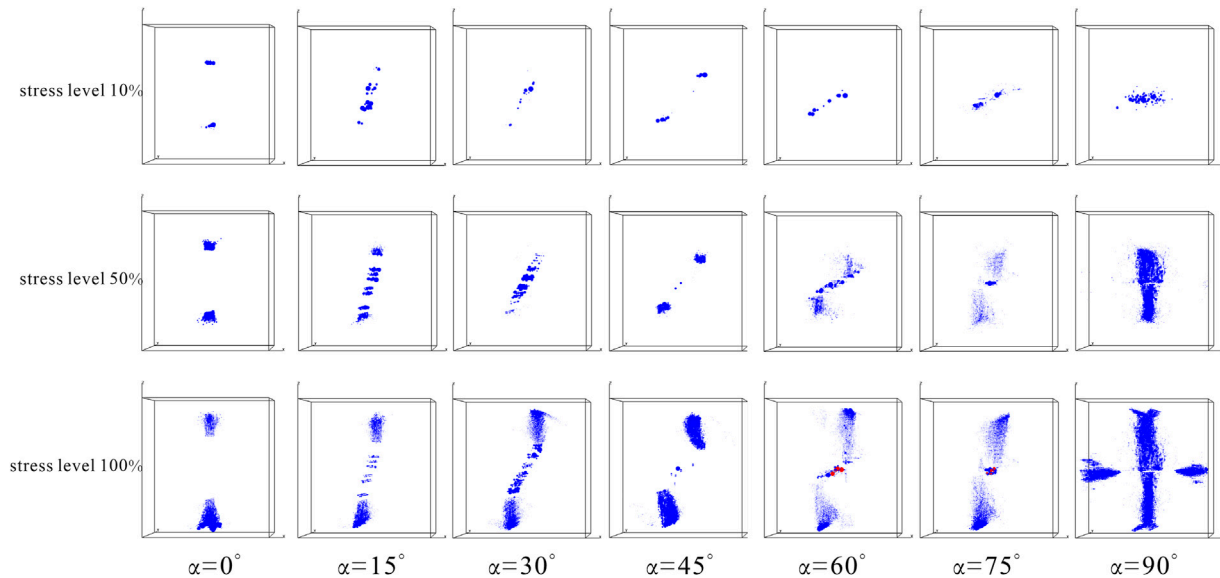 stress level 10%
stress level 50%
stress level 100%
α=0° α=15° α=30° α=45° α=60° α=75° α=90°